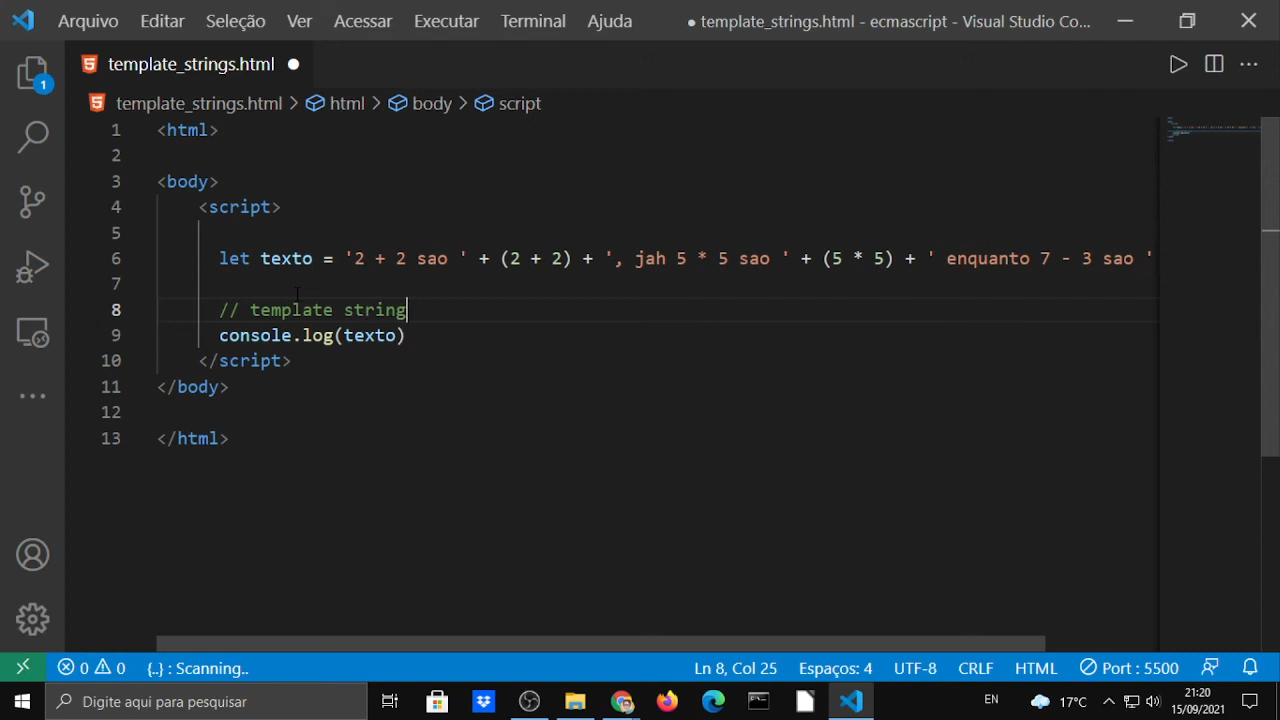 Arquivo Editar Seleção Ver Acessar Executar Terminal Ajuda ● template_strings.html - ecmascript - Visual Studio Co...
template_strings.html ●
template_strings.html > html > body > script
1 <html>
2
3 <body>
4 <script>
5
6 let texto = '2 + 2 sao ' + (2 + 2) + ', jah 5 * 5 sao ' + (5 * 5) + ' enquanto 7 - 3 sao '
7
8 // template string
9 console.log(texto)
10 </script>
11 </body>
12
13 </html>
1
0 0 {..} : Scanning.. Ln 8, Col 25 Espaços: 4 UTF-8 CRLF HTML Port : 5500
Digite aqui para pesquisar EN 17°C 21:20
15/09/2021